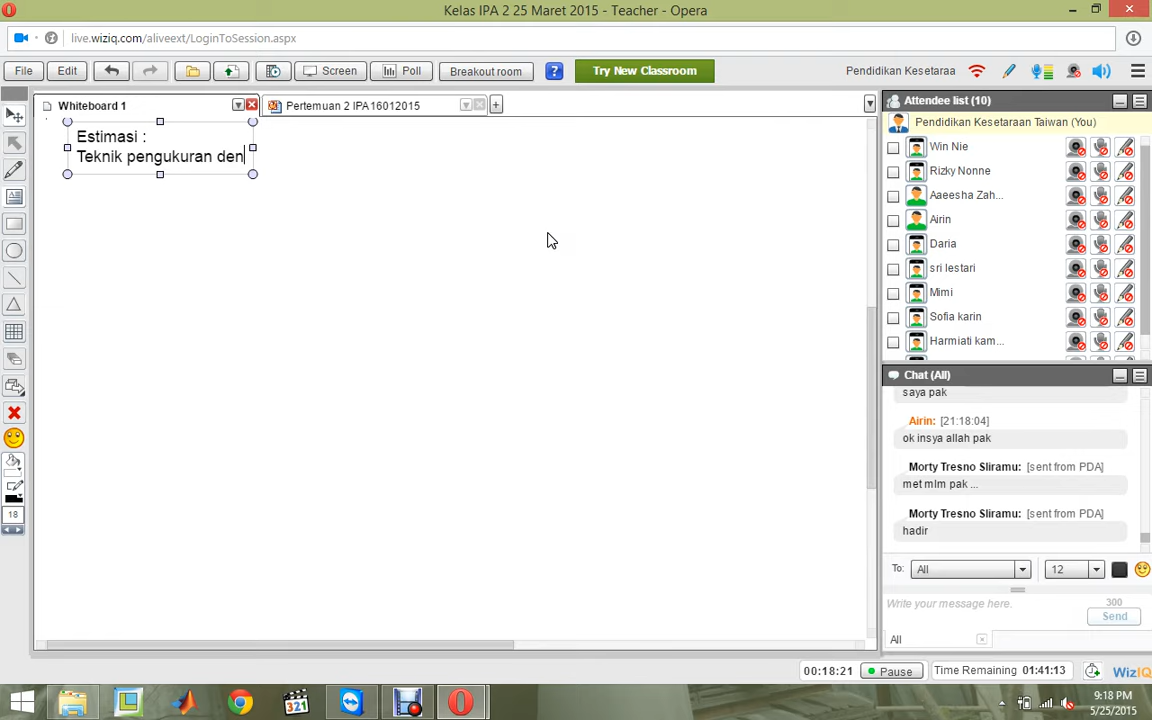 Kelas IPA 2 25 Maret 2015 - Teacher - Opera
live.wiziq.com/aliveext/LoginToSession.aspx
File
Edit
Screen
Poll
Breakout room
?
Try New Classroom
Pendidikan Kesetaraa
Whiteboard 1
Pertemuan 2 IPA16012015
Estimasi :
Teknik pengukuran den
18
Attendee list (10)
Pendidikan Kesetaraan Taiwan (You)
Win Nie
Rizky Nonne
Aaeesha Zah...
Airin
Daria
sri lestari
Mimi
Sofia karin
Harmiati kam...
Chat (All)
saya pak
Airin: [21:18:04]
ok insya allah pak
Morty Tresno Sliramu: [sent from PDA]
met mlm pak ...
Morty Tresno Sliramu: [sent from PDA]
hadir
To: All 12
Write your message here. 300
Send
All
00:18:21 Pause Time Remaining 01:41:13 WizIQ
321
9:18 PM
5/25/2015